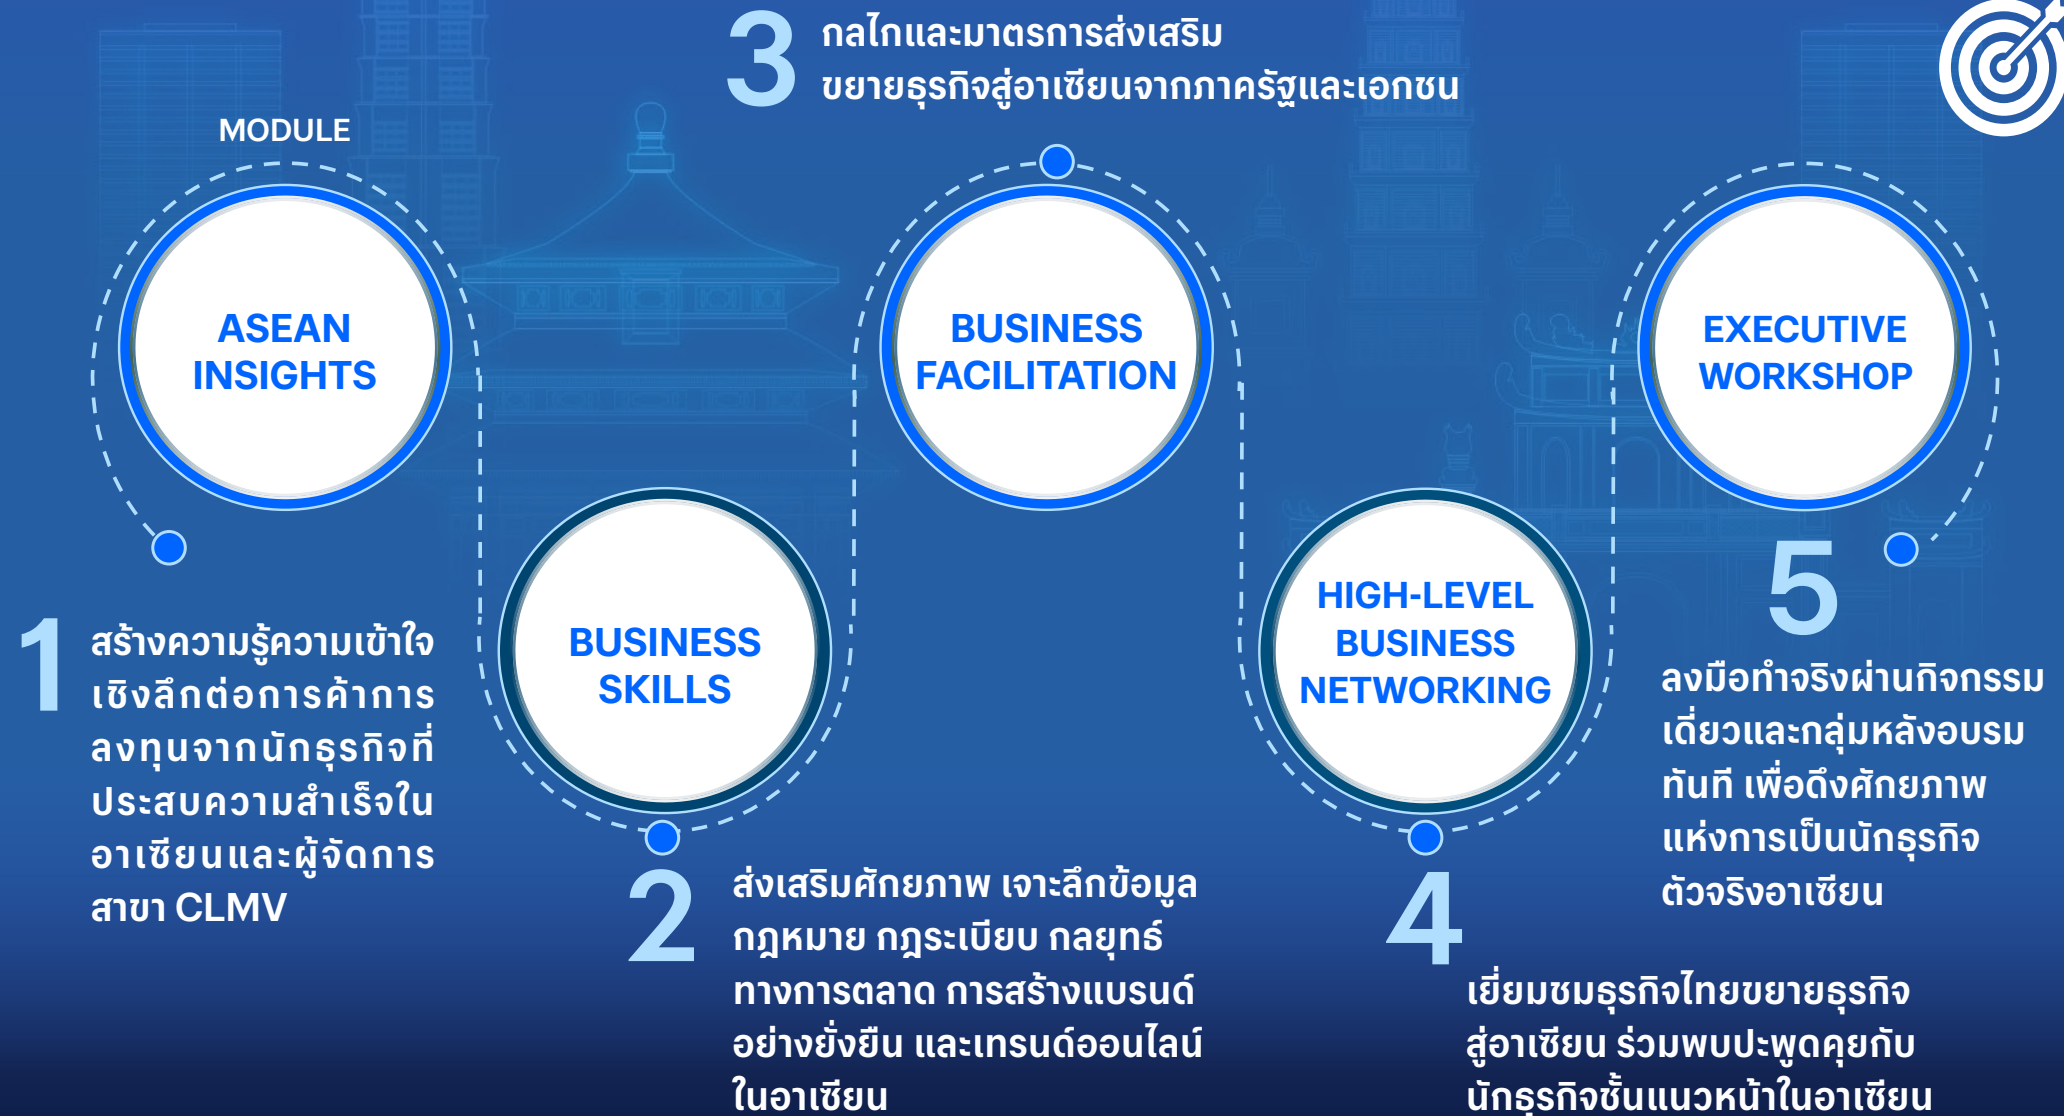 MODULE
ASEAN
INSIGHTS
1
สร้างความรู้ความเข้าใจ
เชิงลึกต่อการค้าการ
ลงทุนจากนักธุรกิจที่
ประสบความสำเร็จใน
อาเซียนและผู้จัดการ
สาขา CLMV
BUSINESS
SKILLS
2
ส่งเสริมศักยภาพ เจาะลึกข้อมูล
กฎหมาย กฎระเบียบ กลยุทธ์
ทางการตลาด การสร้างแบรนด์
อย่างยั่งยืน และเทรนด์ออนไลน์
ในอาเซียน
3
กลไกและมาตรการส่งเสริม
ขยายธุรกิจสู่อาเซียนจากภาครัฐและเอกชน
BUSINESS
FACILITATION
HIGH-LEVEL
BUSINESS
NETWORKING
4
เยี่ยมชมธุรกิจไทยขยายธุรกิจ
สู่อาเซียน ร่วมพบปะพูดคุยกับ
นักธุรกิจชั้นแนวหน้าในอาเซียน
EXECUTIVE
WORKSHOP
5
ลงมือทำจริงผ่านกิจกรรม
เดี่ยวและกลุ่มหลังอบรม
ทันที เพื่อดึงศักยภาพ
แห่งการเป็นนักธุรกิจ
ตัวจริงอาเซียน